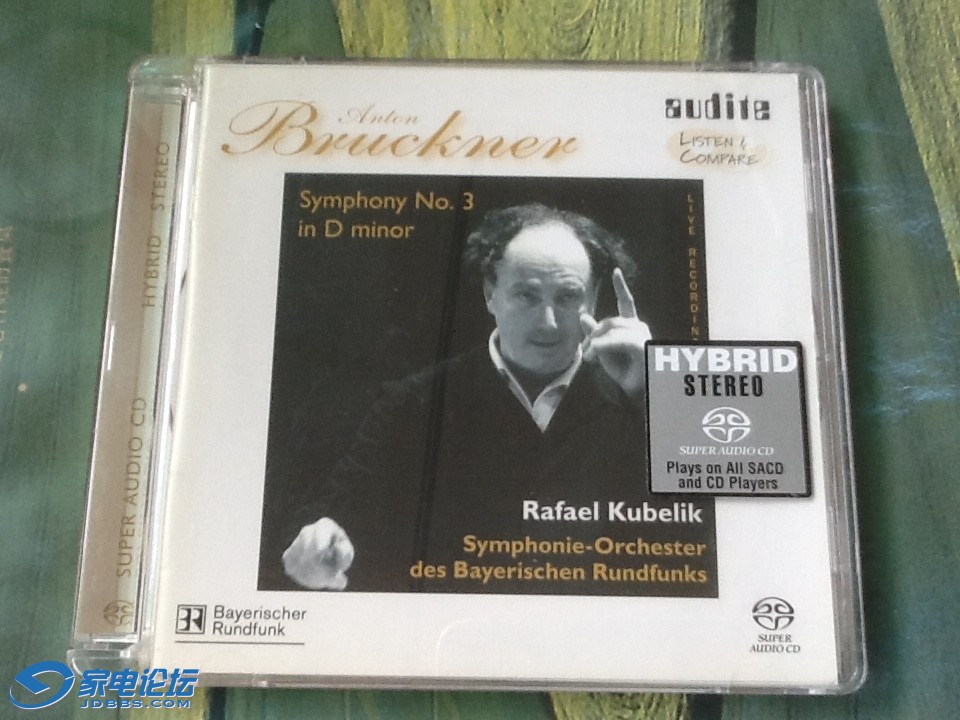 Anton
Bruckner
audite
LISTEN &
COMPARE
Symphony No. 3
in D minor
LIVE RECORDIN
HYBRID
STEREO
SUPER AUDIO CD
Plays on All SACD
and CD Players
Rafael Kubelik
Symphonie-Orchester
des Bayerischen Rundfunks
BR
Bayerischer
Rundfunk
SUPER
AUDIO CD
SUPER AUDIO CD HYBRID STEREO
家电论坛
JDBBS.COM